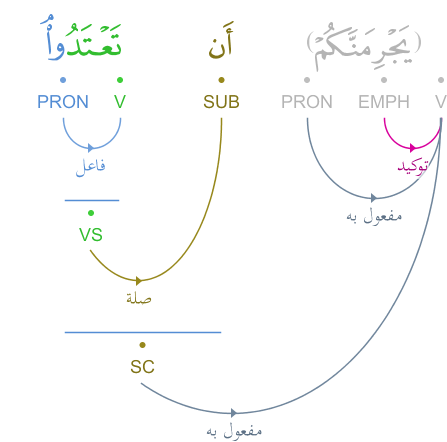 (يَجْرِمَنَّكُمْ) أَن تَعْتَدُوا۟
PRON V SUB PRON EMPH V
فاعل
توكيد
مفعول به
VS
صلة
SC
مفعول به